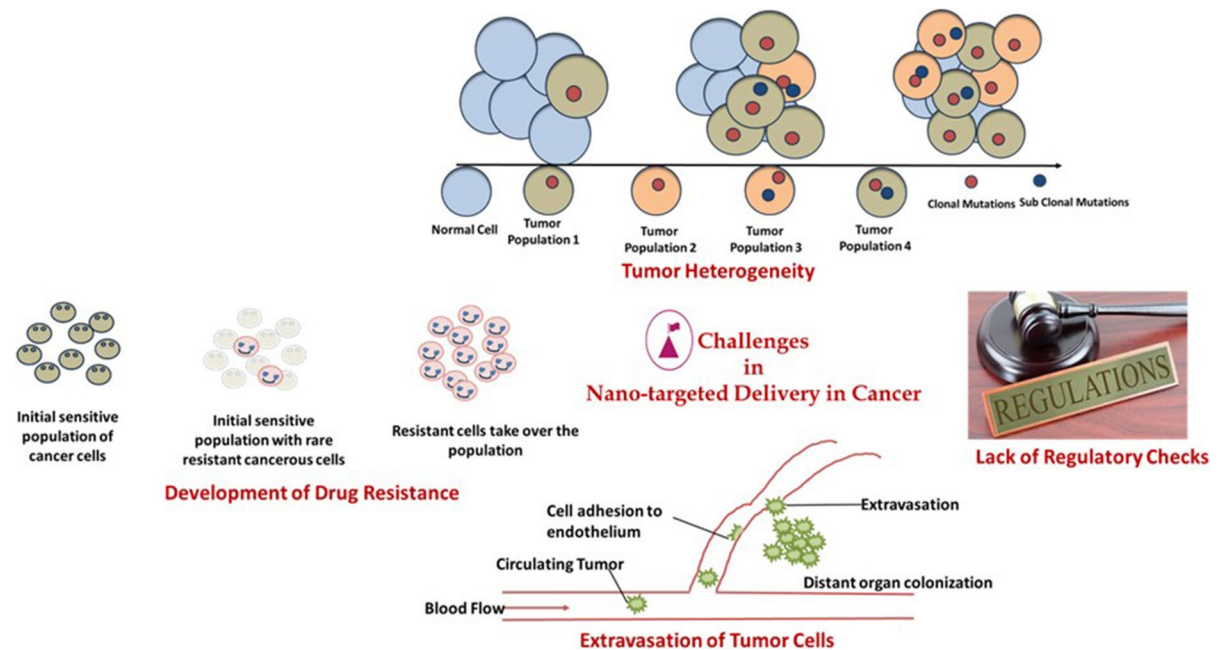 Normal Cell
Tumor
Population 1
Tumor
Population 2
Tumor
Population 3
Tumor
Population 4
Clonal Mutations
Sub Clonal Mutations
Tumor Heterogeneity
Initial sensitive
population of
cancer cells
Initial sensitive
population with rare
resistant cancerous cells
Resistant cells take over the
population
Development of Drug Resistance
Challenges
in
Nano-targeted Delivery in Cancer
REGULATIONS
Lack of Regulatory Checks
Cell adhesion to
endothelium
Extravasation
Circulating Tumor
Distant organ colonization
Blood Flow
Extravasation of Tumor Cells